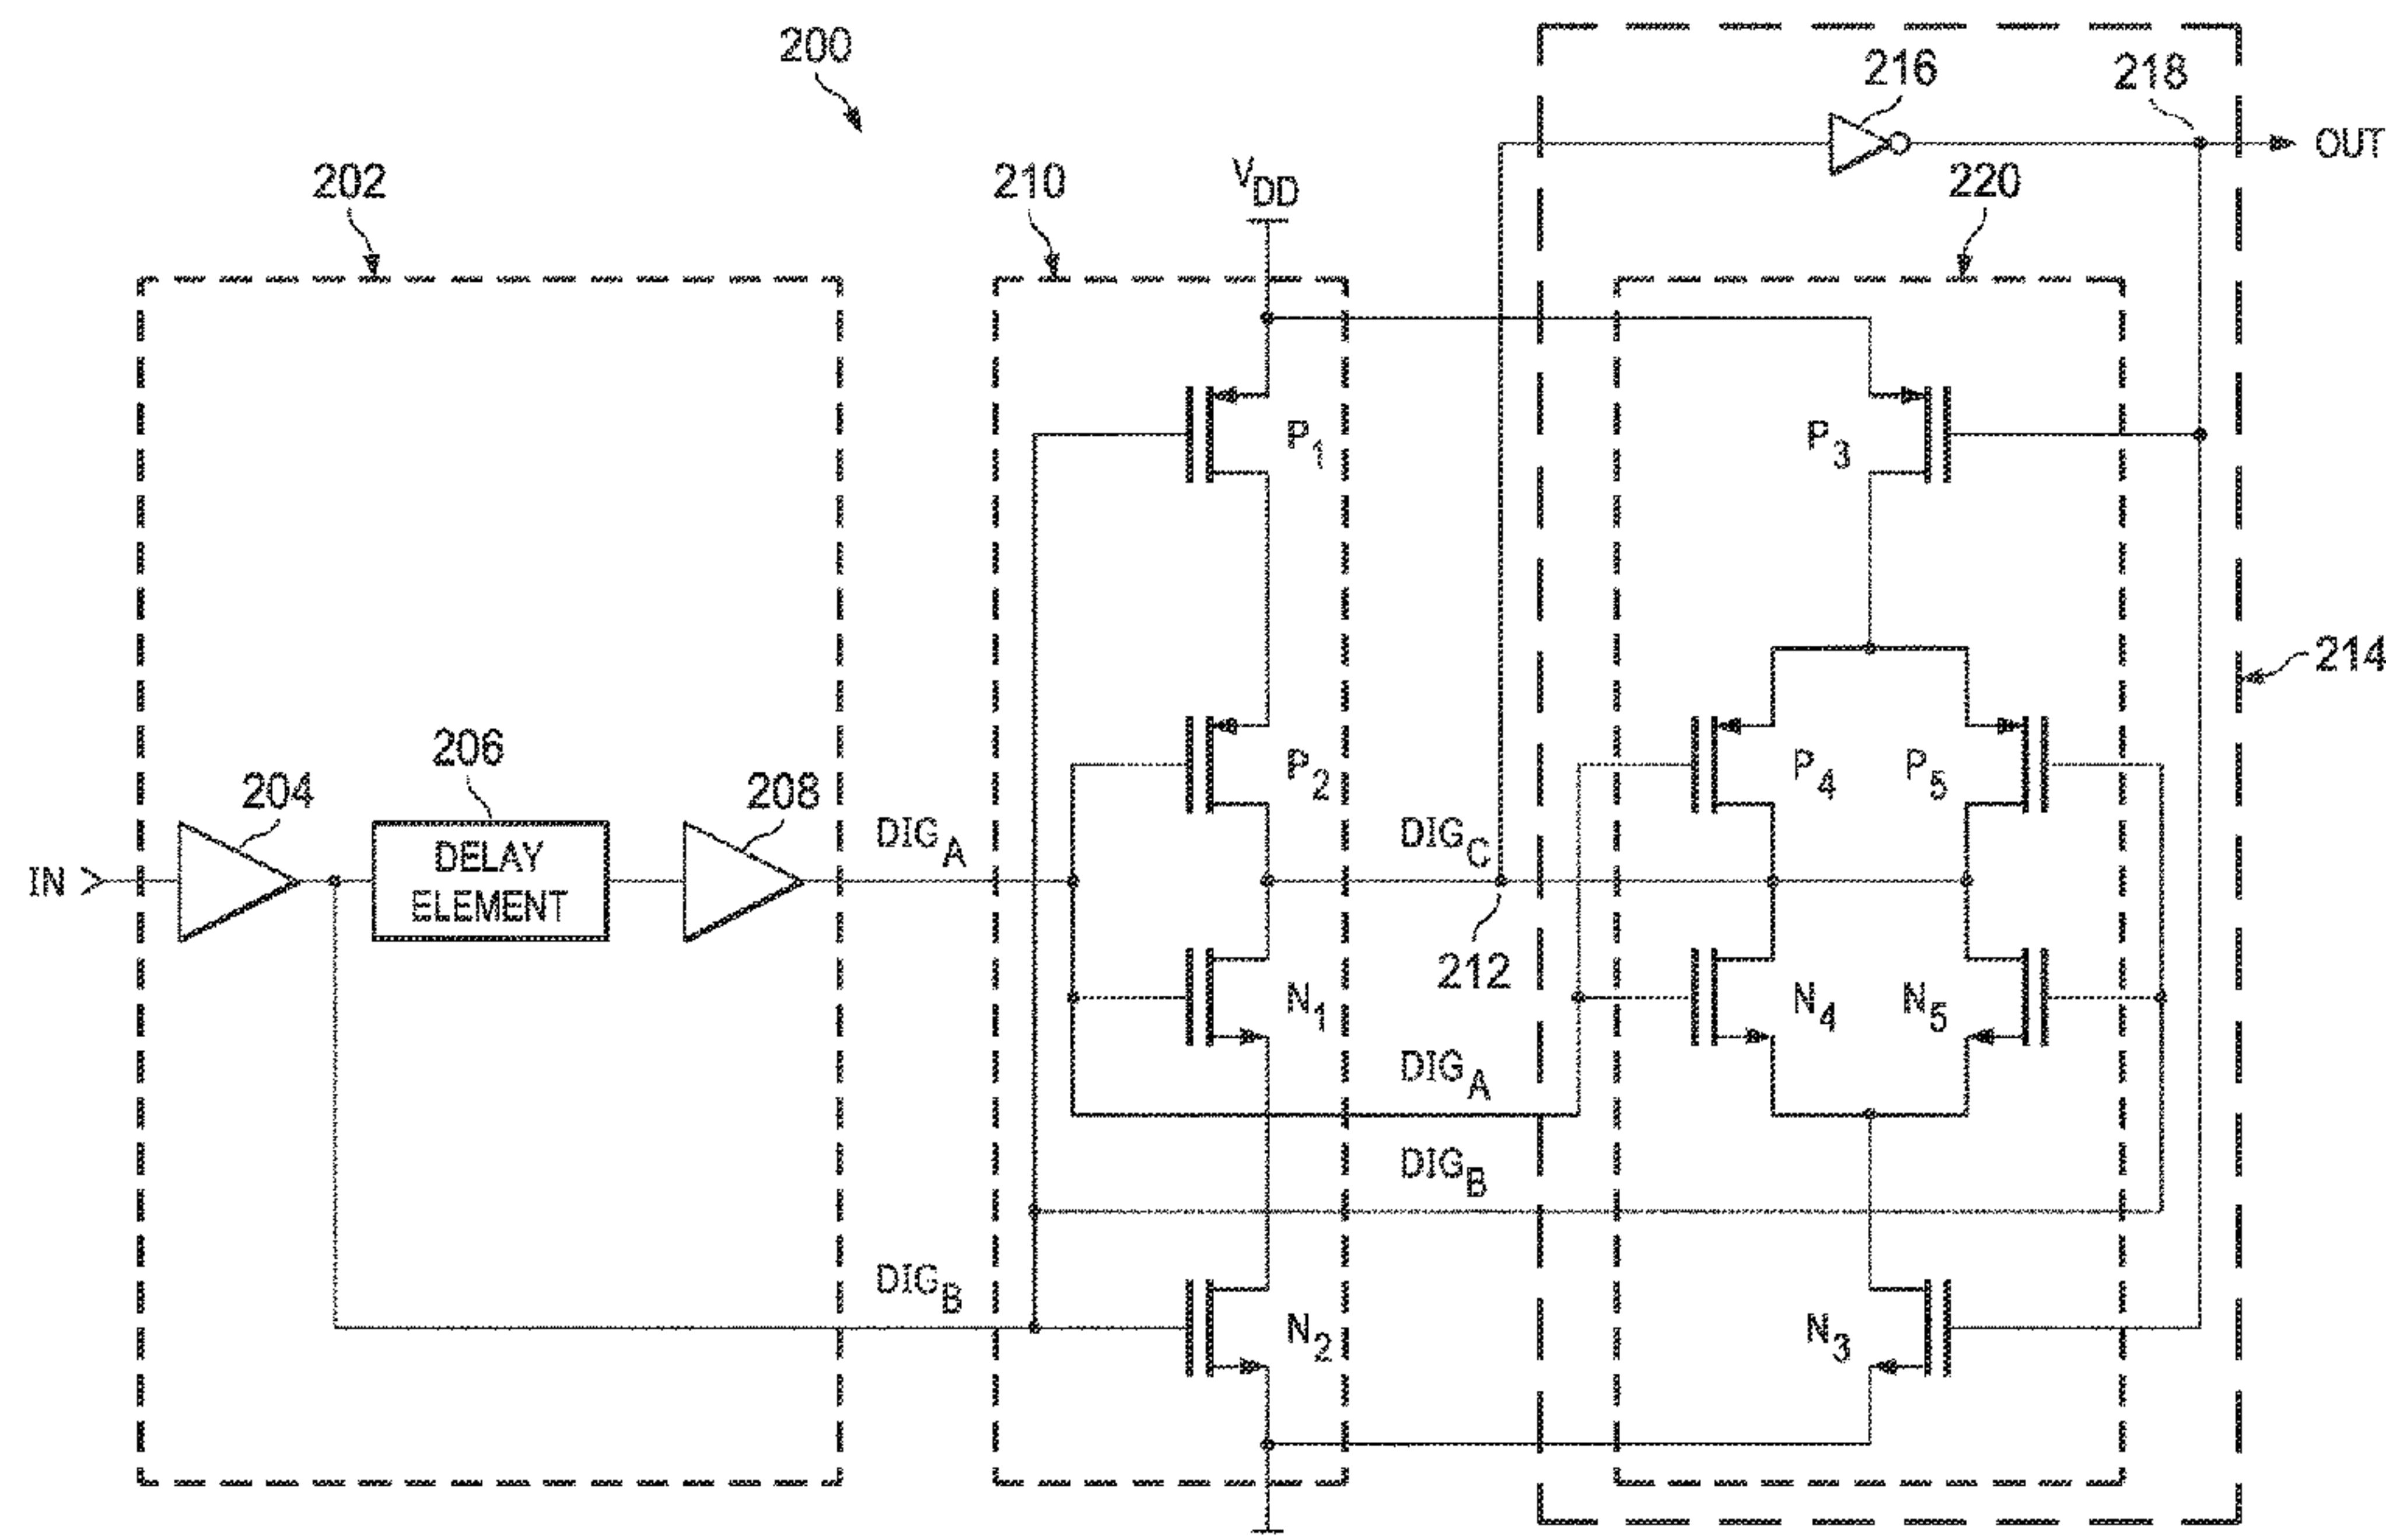 200
216
218
OUT
202
210
VDD
220
P1
P3
214
204
206
208
DIGA
P2
DIGC
P4
P5
IN
DELAY
ELEMENT
212
N1
N4
N5
DIGA
DIGB
DIGB
N2
N3